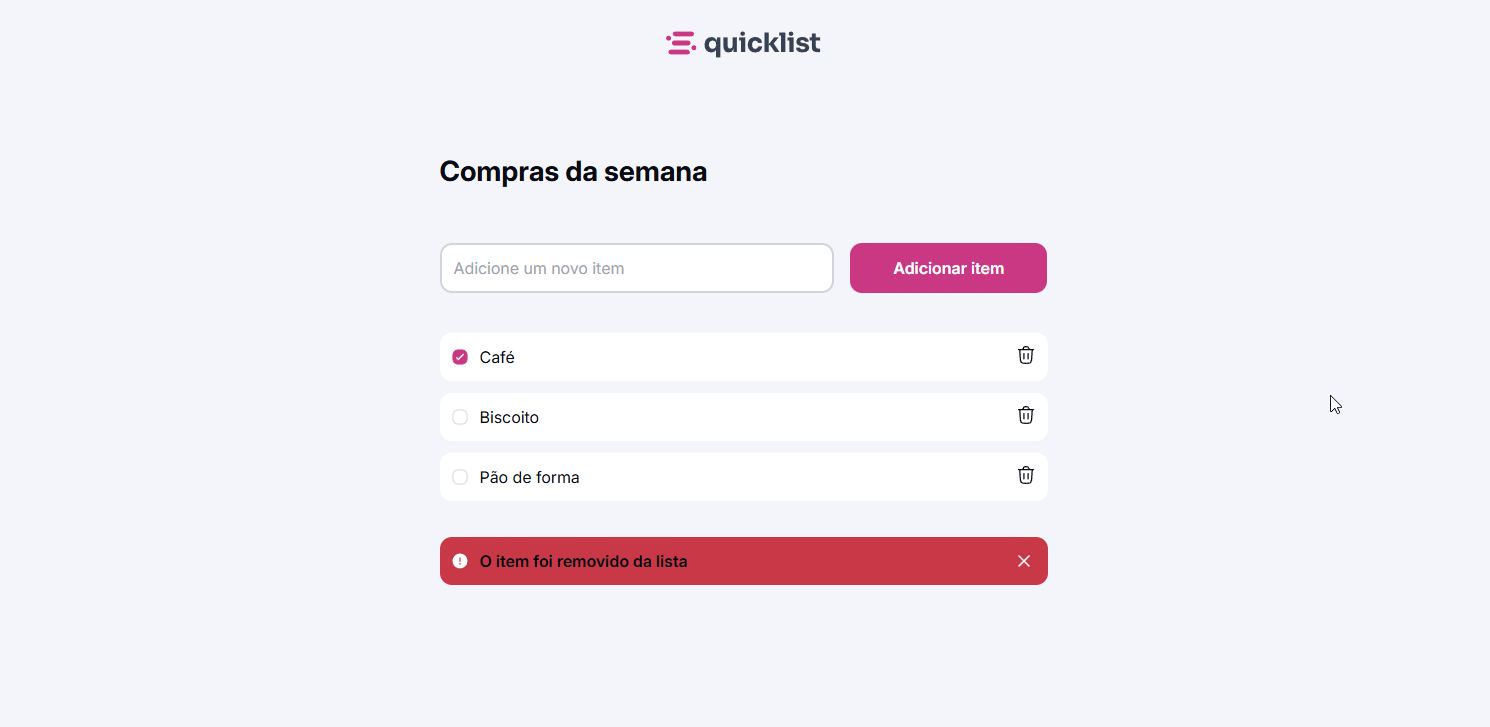 quicklist
Compras da semana
Adicione um novo item
Adicionar item
Café
Biscoito
Pão de forma
O item foi removido da lista